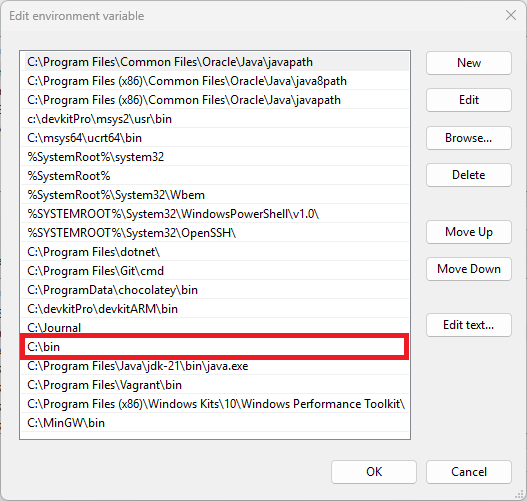 Edit environment variable
C:\Program Files\Common Files\Oracle\Java\javapath
C:\Program Files (x86)\Common Files\Oracle\Java\java8path
C:\Program Files (x86)\Common Files\Oracle\Java\javapath
c:\devkitPro\msys2\usr\bin
C:\msys64\ucrt64\bin
%SystemRoot%\system32
%SystemRoot%
%SystemRoot%\System32\Wbem
%SYSTEMROOT%\System32\WindowsPowerShell\v1.0\
%SYSTEMROOT%\System32\OpenSSH\
C:\Program Files\dotnet\
C:\Program Files\Git\cmd
C:\ProgramData\chocolatey\bin
C:\devkitPro\devkitARM\bin
C:\Journal
C:\bin
C:\Program Files\Java\jdk-21\bin\java.exe
C:\Program Files\Vagrant\bin
C:\Program Files (x86)\Windows Kits\10\Windows Performance Toolkit\
C:\MinGW\bin
New
Edit
Browse...
Delete
Move Up
Move Down
Edit text...
OK
Cancel